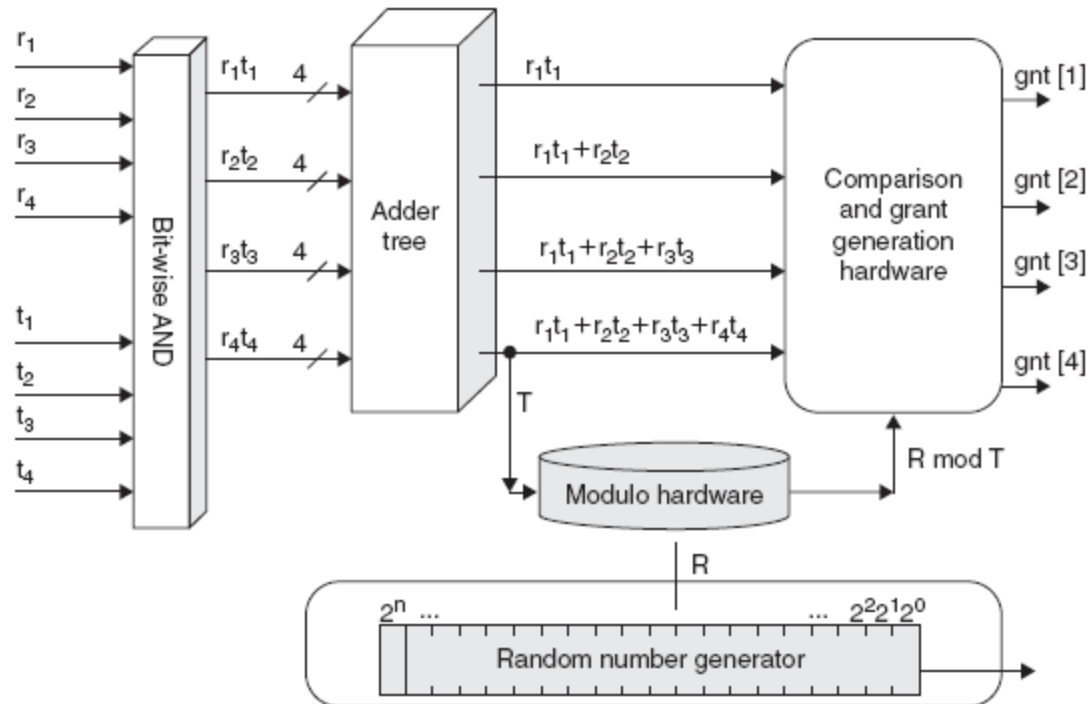 r₁
r₂
r₃
r₄
t₁
t₂
t₃
t₄
Bit-wise AND
r₁t₁ 4
r₂t₂ 4
r₃t₃ 4
r₄t₄ 4
Adder
tree
r₁t₁
r₁t₁+r₂t₂
r₁t₁+r₂t₂+r₃t₃
r₁t₁+r₂t₂+r₃t₃+r₄t₄
T
Comparison
and grant
generation
hardware
gnt [1]
gnt [2]
gnt [3]
gnt [4]
R mod T
Modulo hardware
R
2ⁿ ... ... 2²2¹2⁰
Random number generator